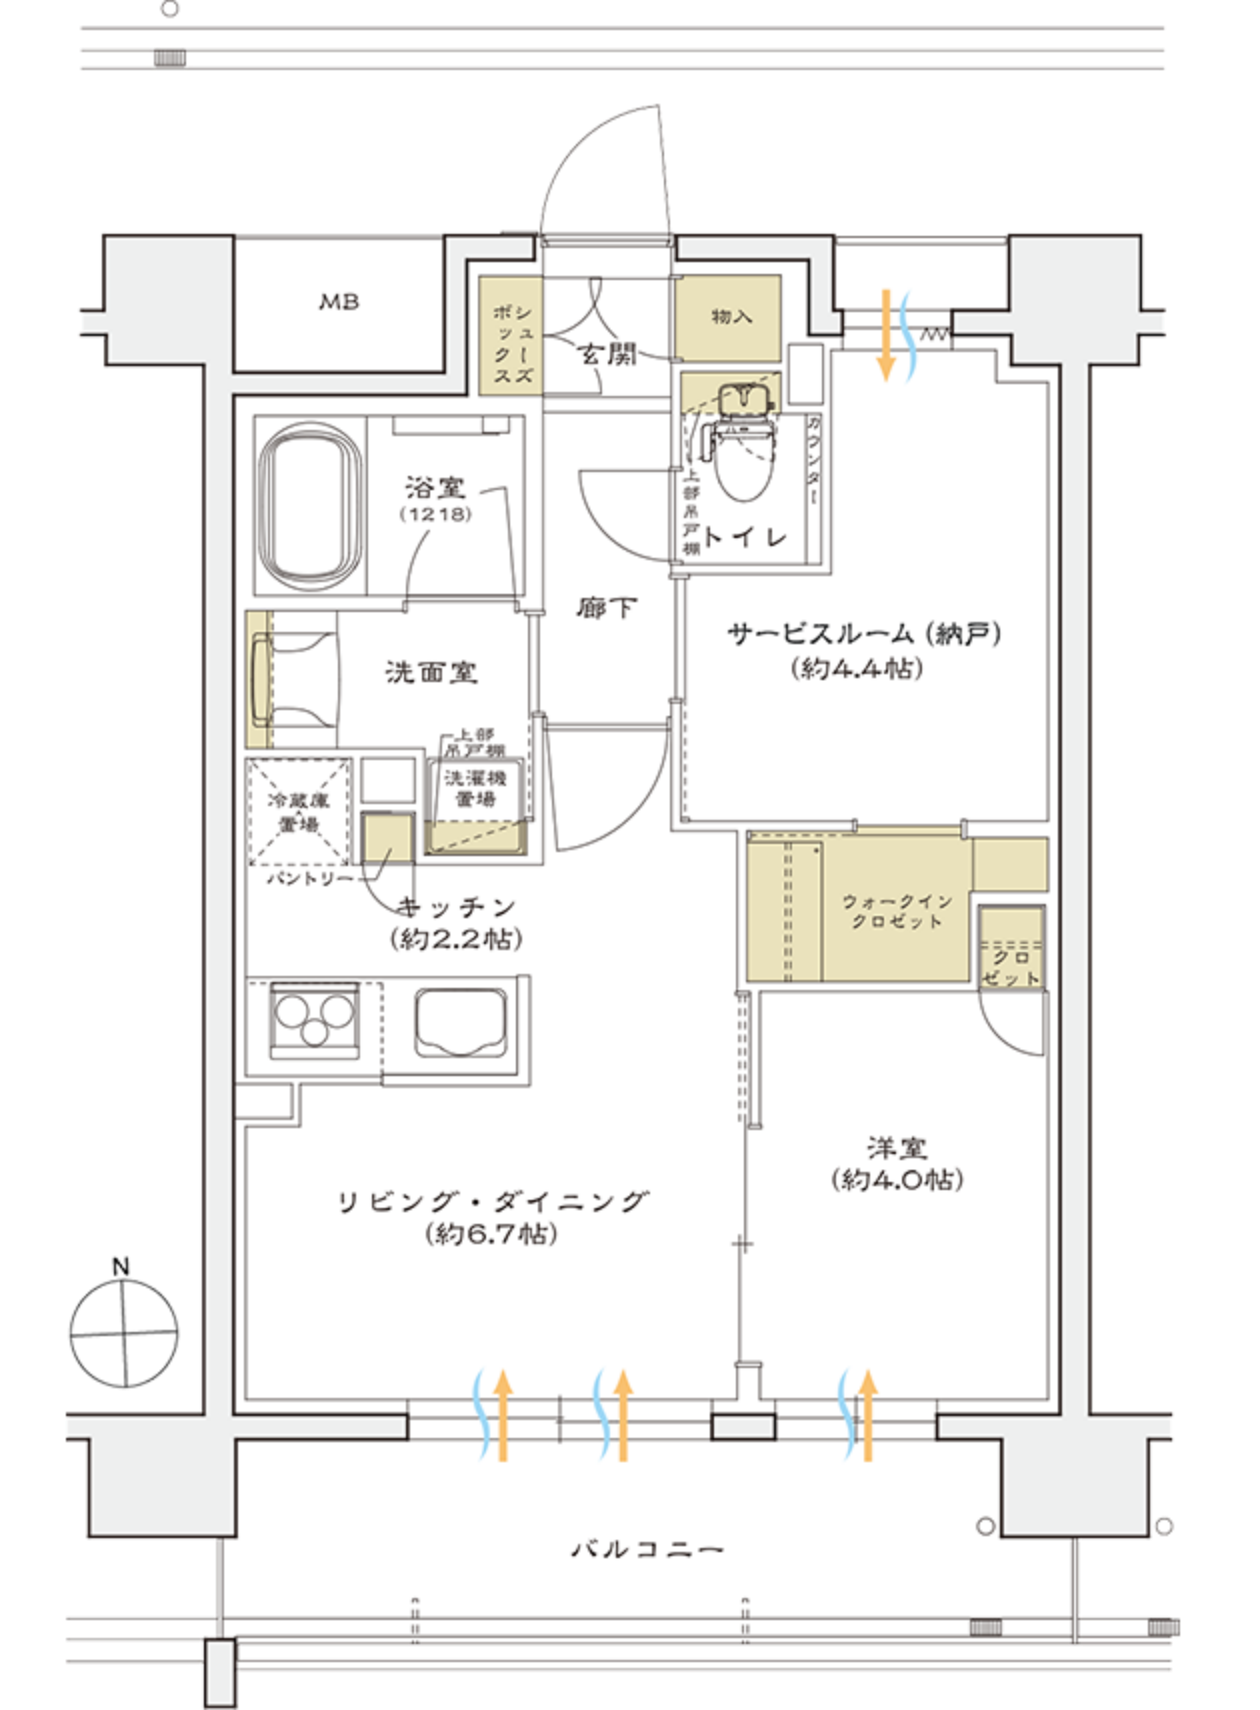 MB
シューズ
ボックス
玄関
物入
浴室
(1218)
上部吊戸棚
カウンター
トイレ
廊下
サービスルーム(納戸)
(約4.4帖)
洗面室
上部
吊戸棚
洗濯機
置場
冷蔵庫
置場
パントリー
キッチン
(約2.2帖)
ウォークイン
クロゼット
クロ
ゼット
洋室
(約4.0帖)
リビング・ダイニング
(約6.7帖)
N
バルコニー